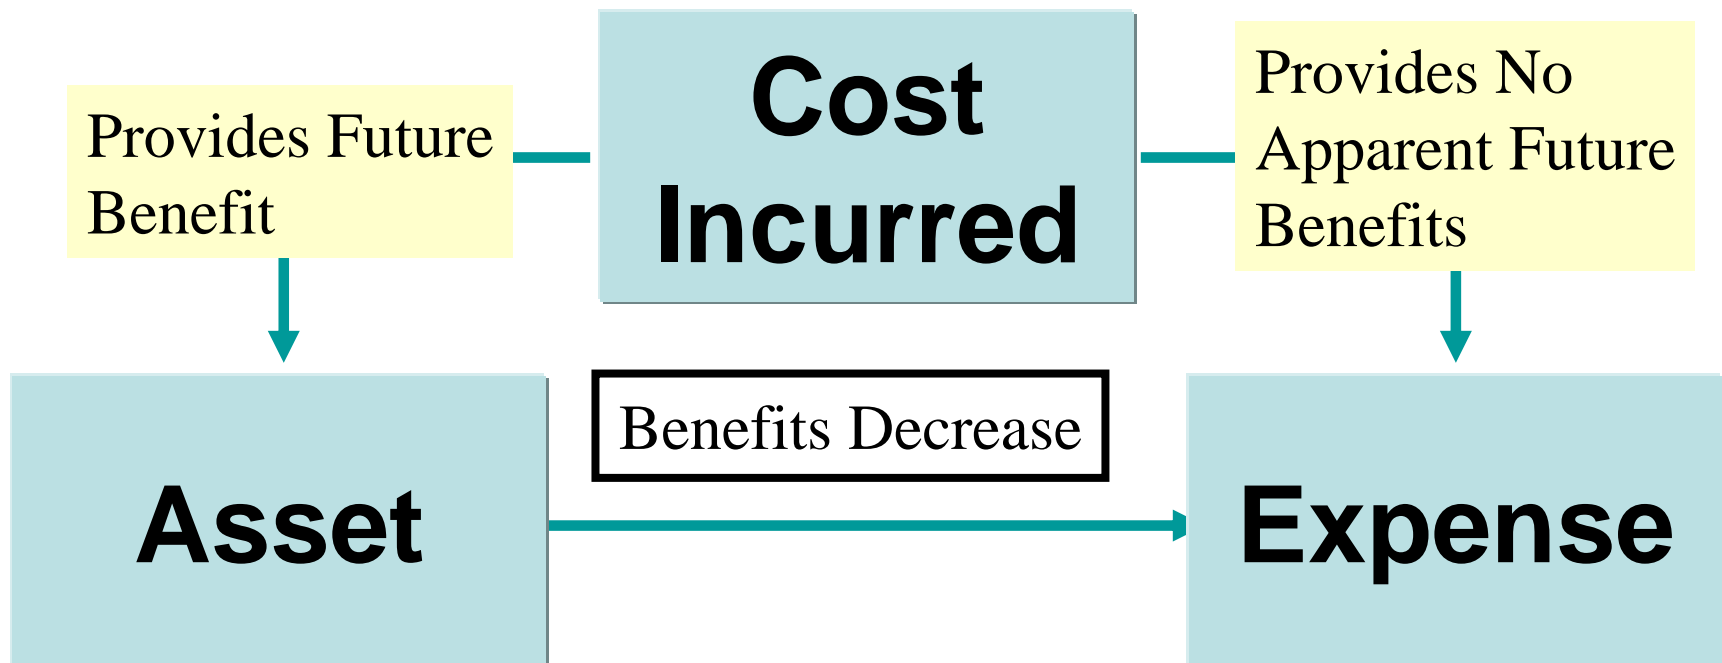 Cost
Incurred
Provides Future
Benefit
Provides No
Apparent Future
Benefits
Benefits Decrease
Asset
Expense